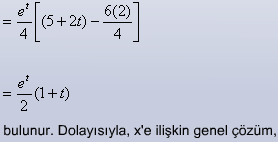 = e^t/4 [(5 + 2t) − 6(2)/4]
= e^t/2 (1 + t)
bulunur. Dolayısıyla, x'e ilişkin genel çözüm,